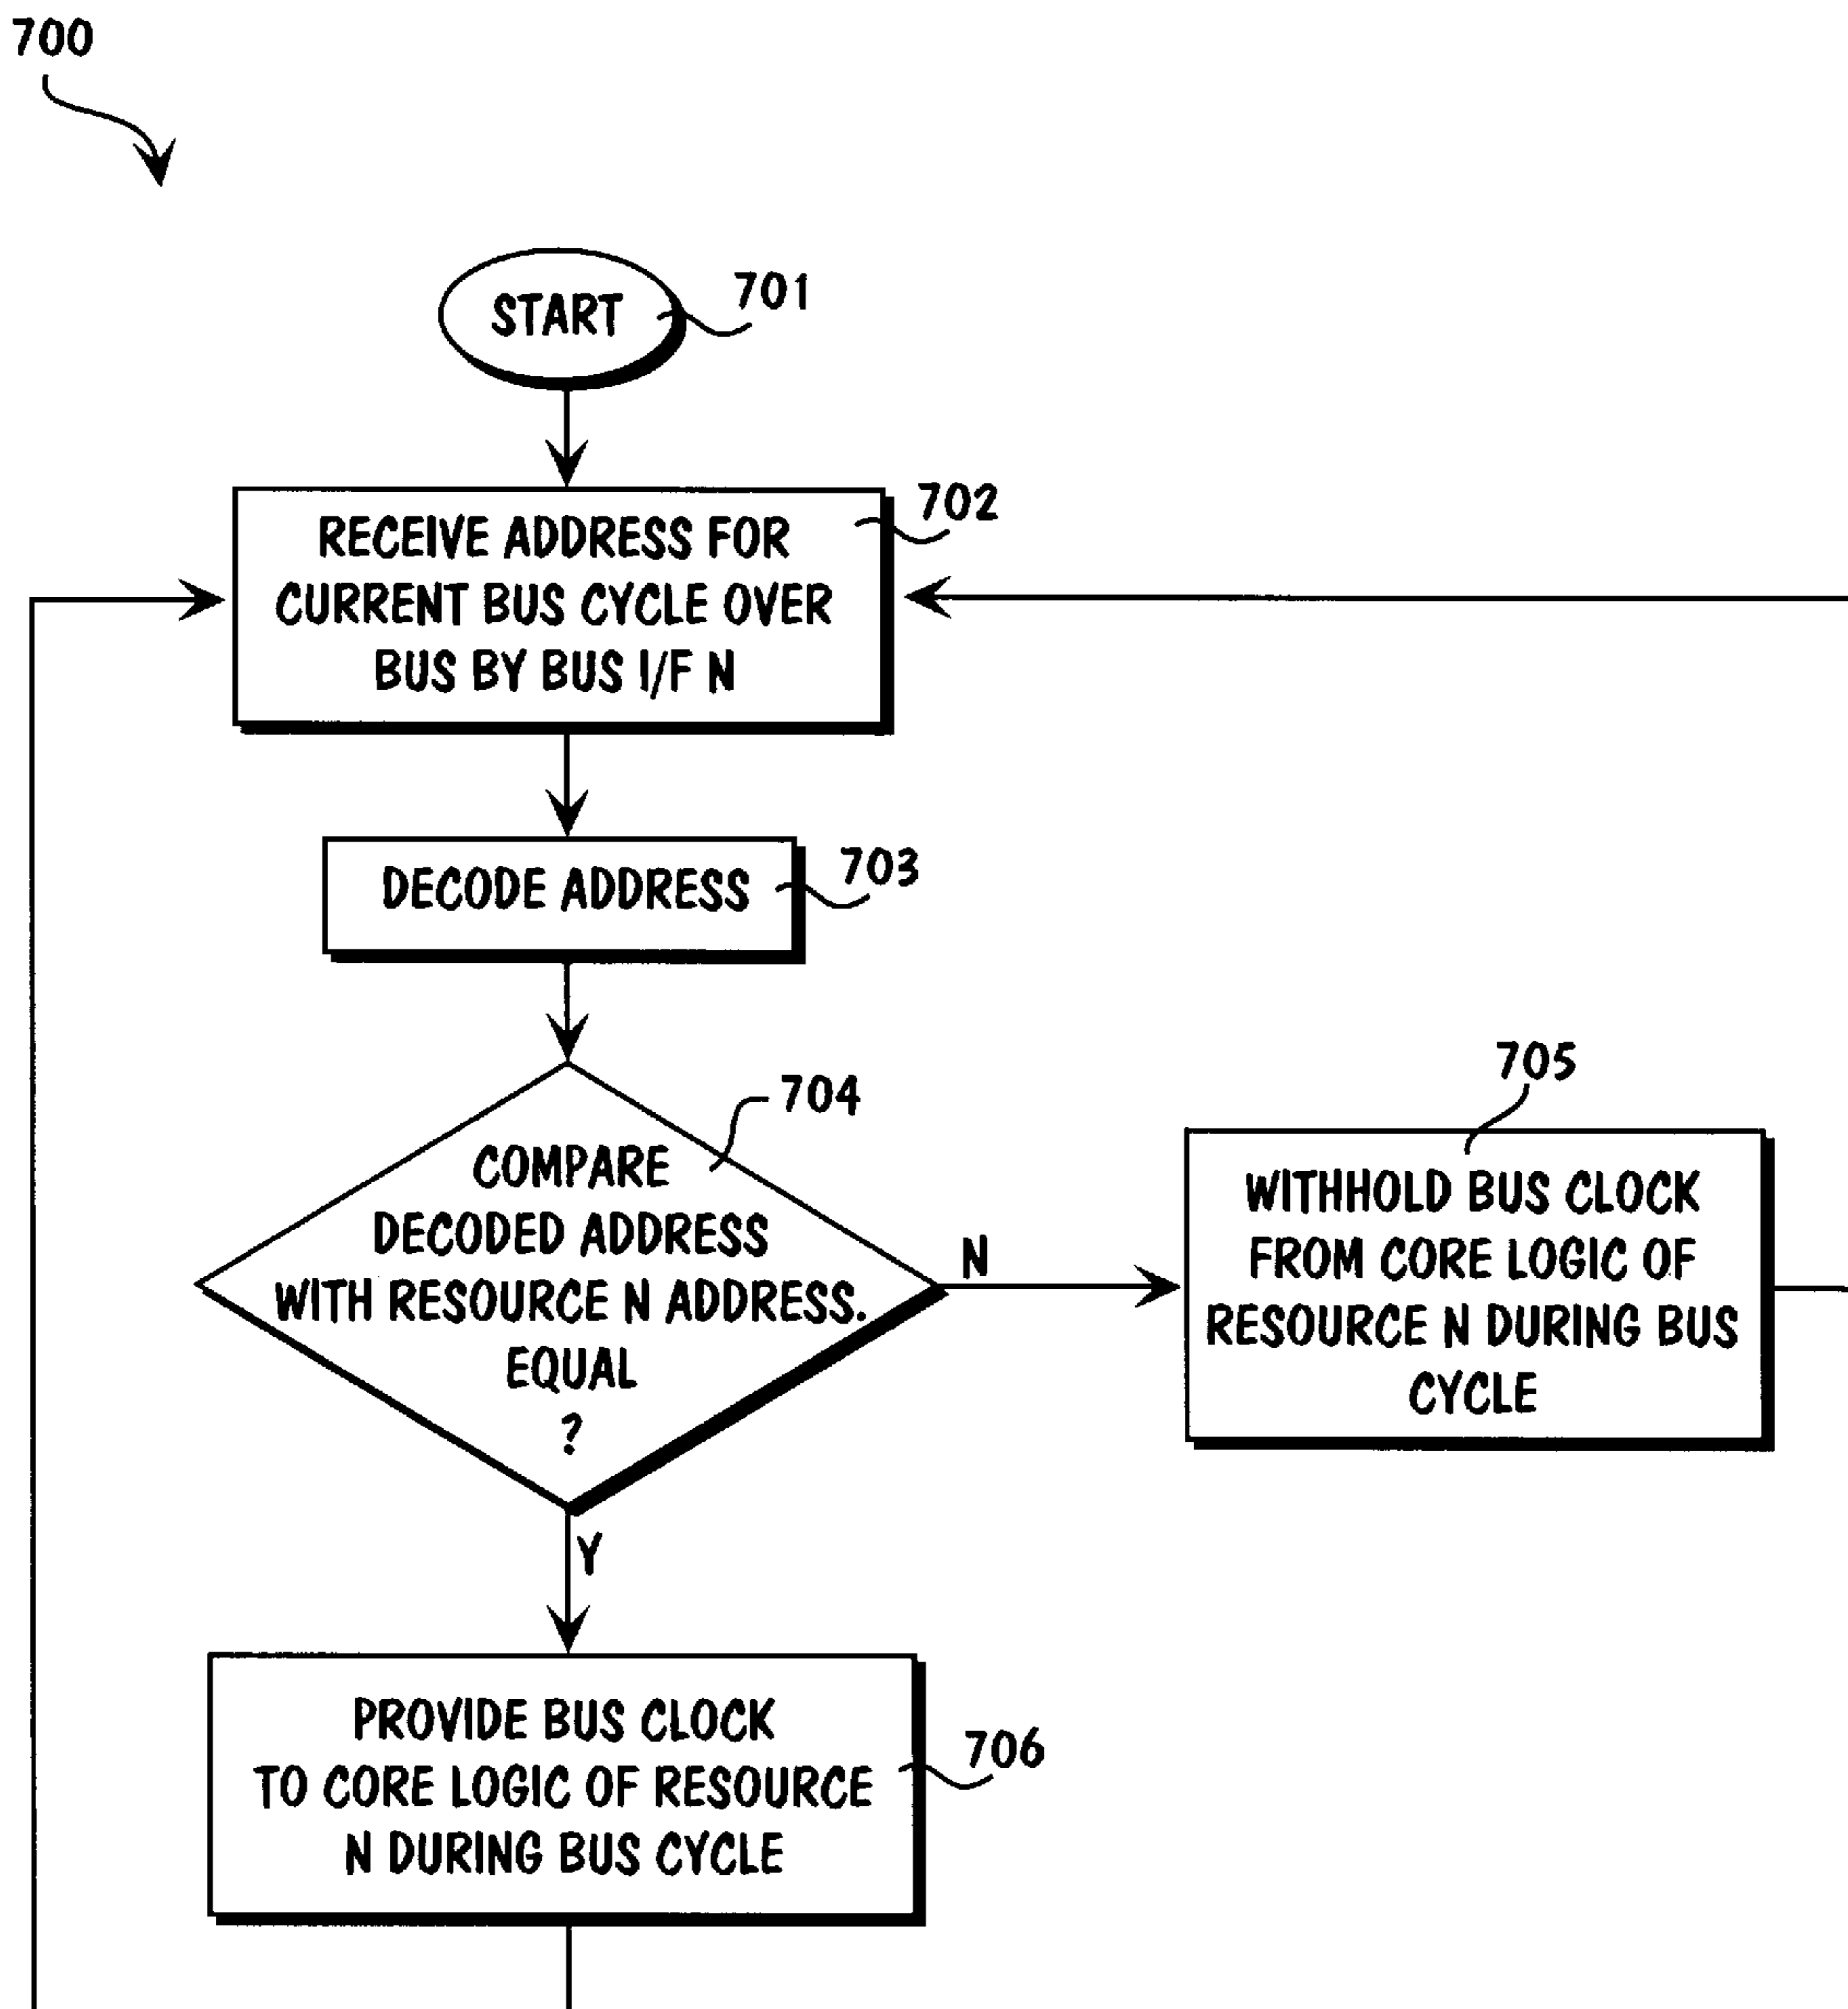 700
START
701
RECEIVE ADDRESS FOR
CURRENT BUS CYCLE OVER
BUS BY BUS I/F N
702
DECODE ADDRESS
703
COMPARE
DECODED ADDRESS
WITH RESOURCE N ADDRESS.
EQUAL
?
704
N
705
WITHHOLD BUS CLOCK
FROM CORE LOGIC OF
RESOURCE N DURING BUS
CYCLE
Y
PROVIDE BUS CLOCK
TO CORE LOGIC OF RESOURCE
N DURING BUS CYCLE
706